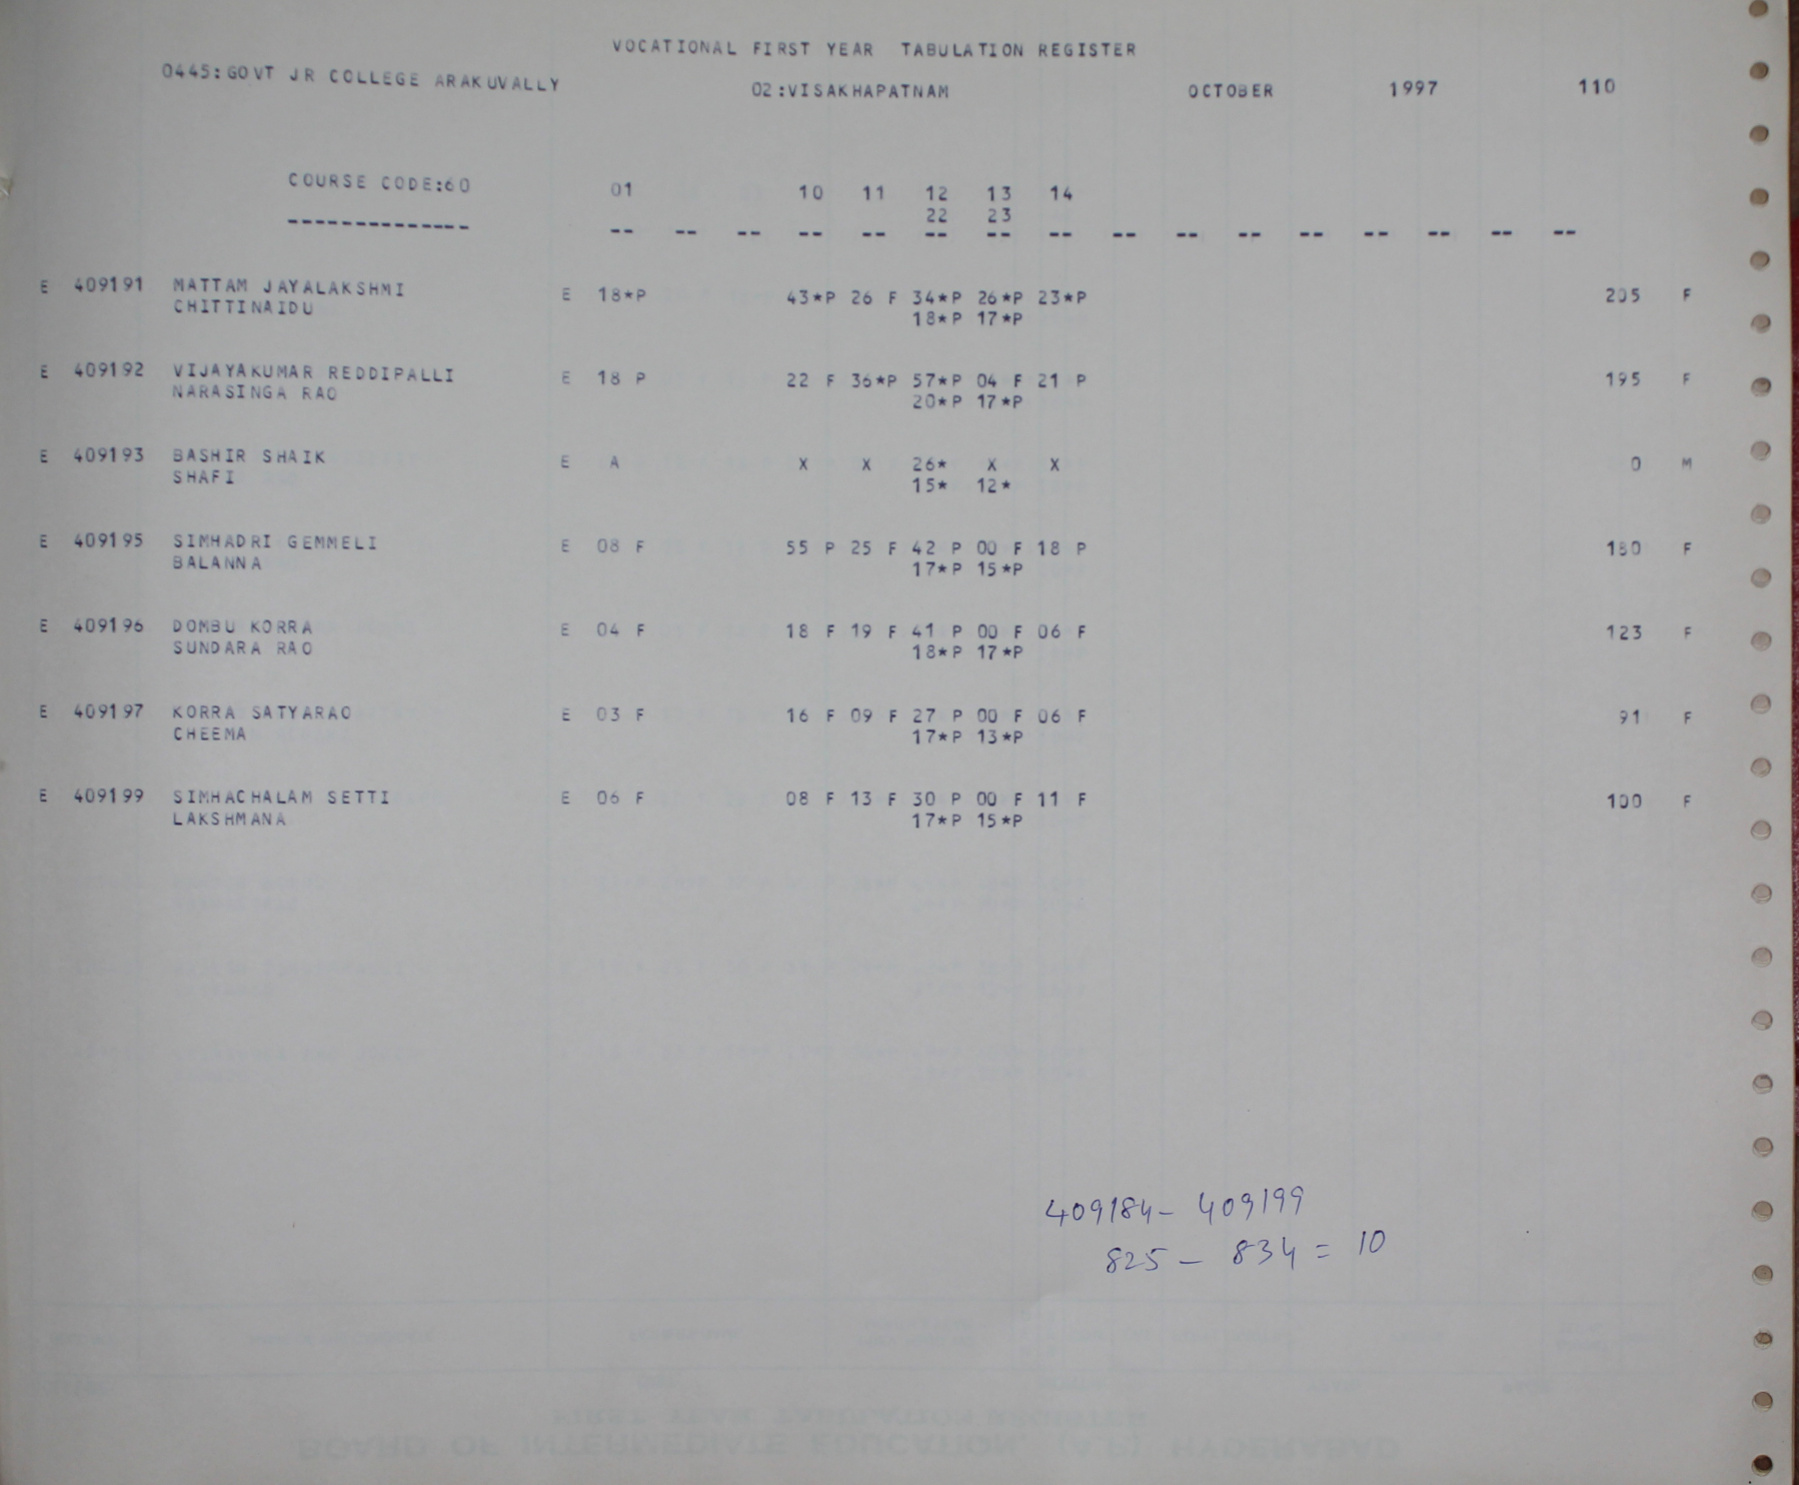 VOCATIONAL FIRST YEAR TABULATION REGISTER
0445:GOVT JR COLLEGE ARAKUVALLY 02:VISAKHAPATNAM OCTOBER 1997 110
COURSE CODE:60 01 10 11 12 13 14
22 23
-------------- -- -- -- -- -- -- -- -- -- -- -- -- -- -- -- --
E 409191 MATTAM JAYALAKSHMI E 18*P 43*P 26 F 34*P 26*P 23*P 205 F
CHITTINAIDU 18*P 17*P
E 409192 VIJAYAKUMAR REDDIPALLI E 18 P 22 F 36*P 57*P 04 F 21 P 195 F
NARASINGA RAO 20*P 17*P
E 409193 BASHIR SHAIK E A X X 26* X X 0 M
SHAFI 15* 12*
E 409195 SIMHADRI GEMMELI E 08 F 55 P 25 F 42 P 00 F 18 P 180 F
BALANNA 17*P 15*P
E 409196 DOMBU KORRA E 04 F 18 F 19 F 41 P 00 F 06 F 123 F
SUNDARA RAO 18*P 17*P
E 409197 KORRA SATYARAO E 03 F 16 F 09 F 27 P 00 F 06 F 91 F
CHEEMA 17*P 13*P
E 409199 SIMHACHALAM SETTI E 06 F 08 F 13 F 30 P 00 F 11 F 100 F
LAKSHMANA 17*P 15*P
409184 - 409199
825 - 834 = 10